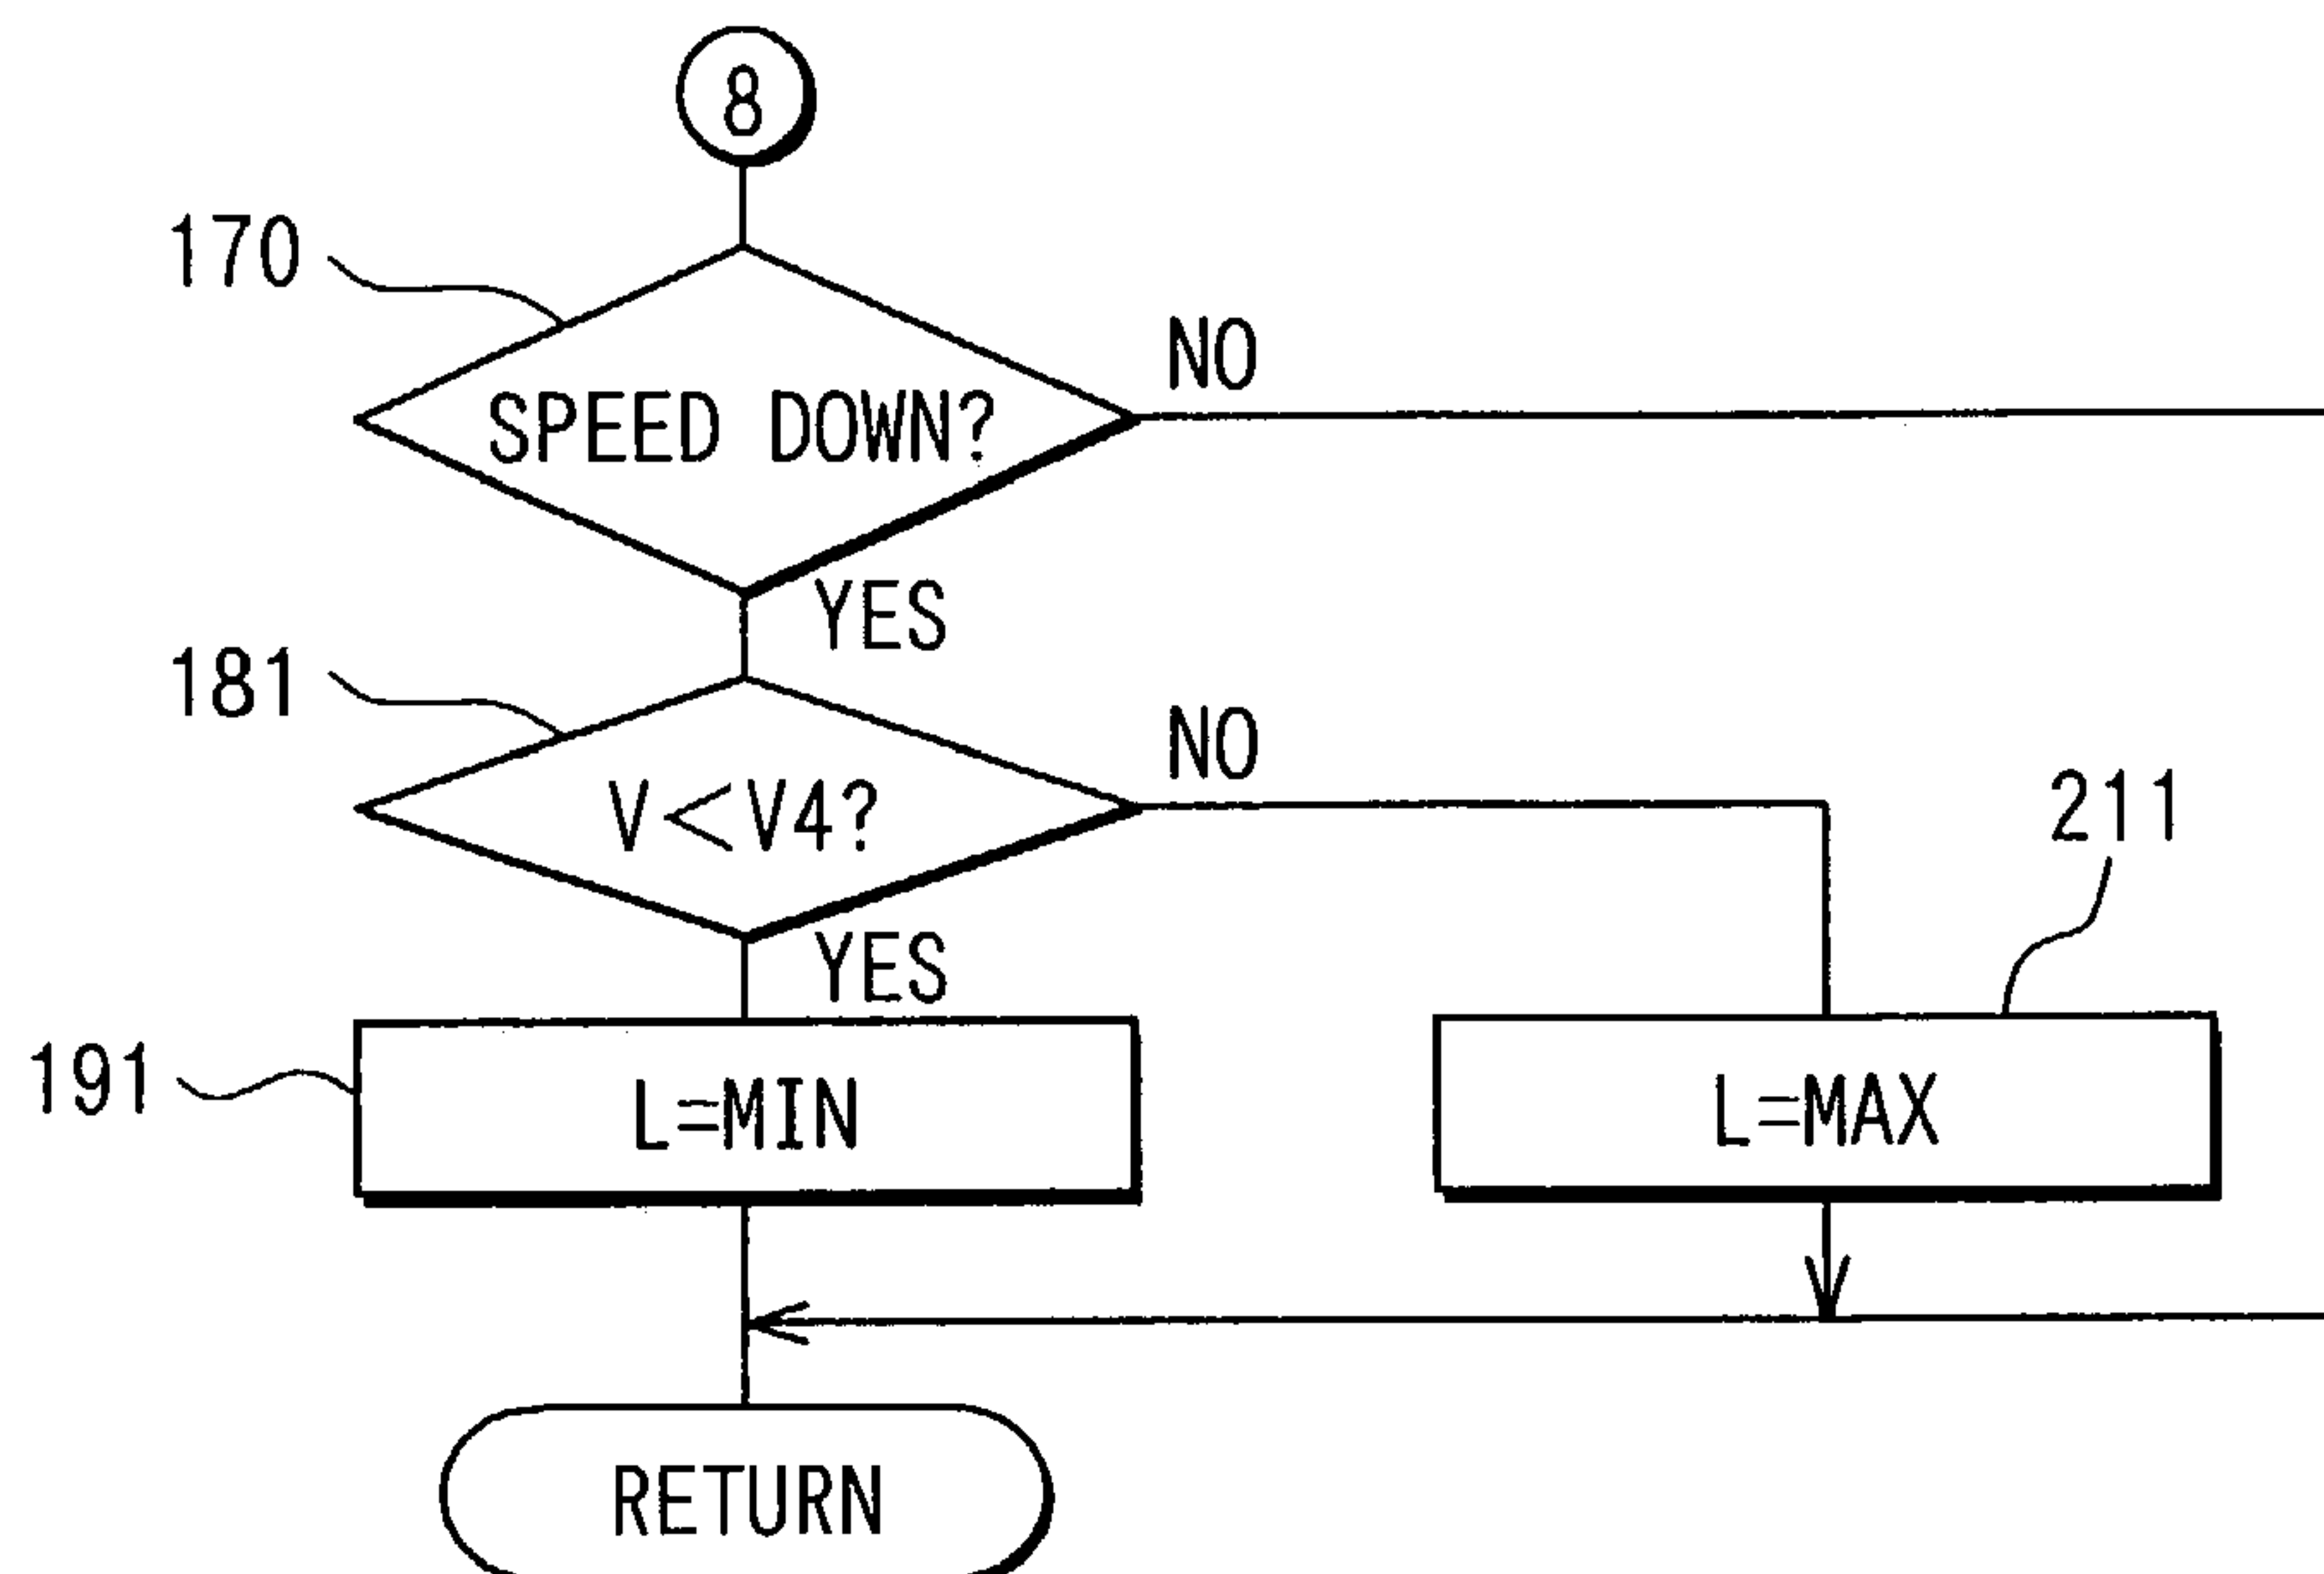 8
170
NO
SPEED DOWN?
YES
181
NO
V<V4?
211
YES
191
L=MIN
L=MAX
RETURN